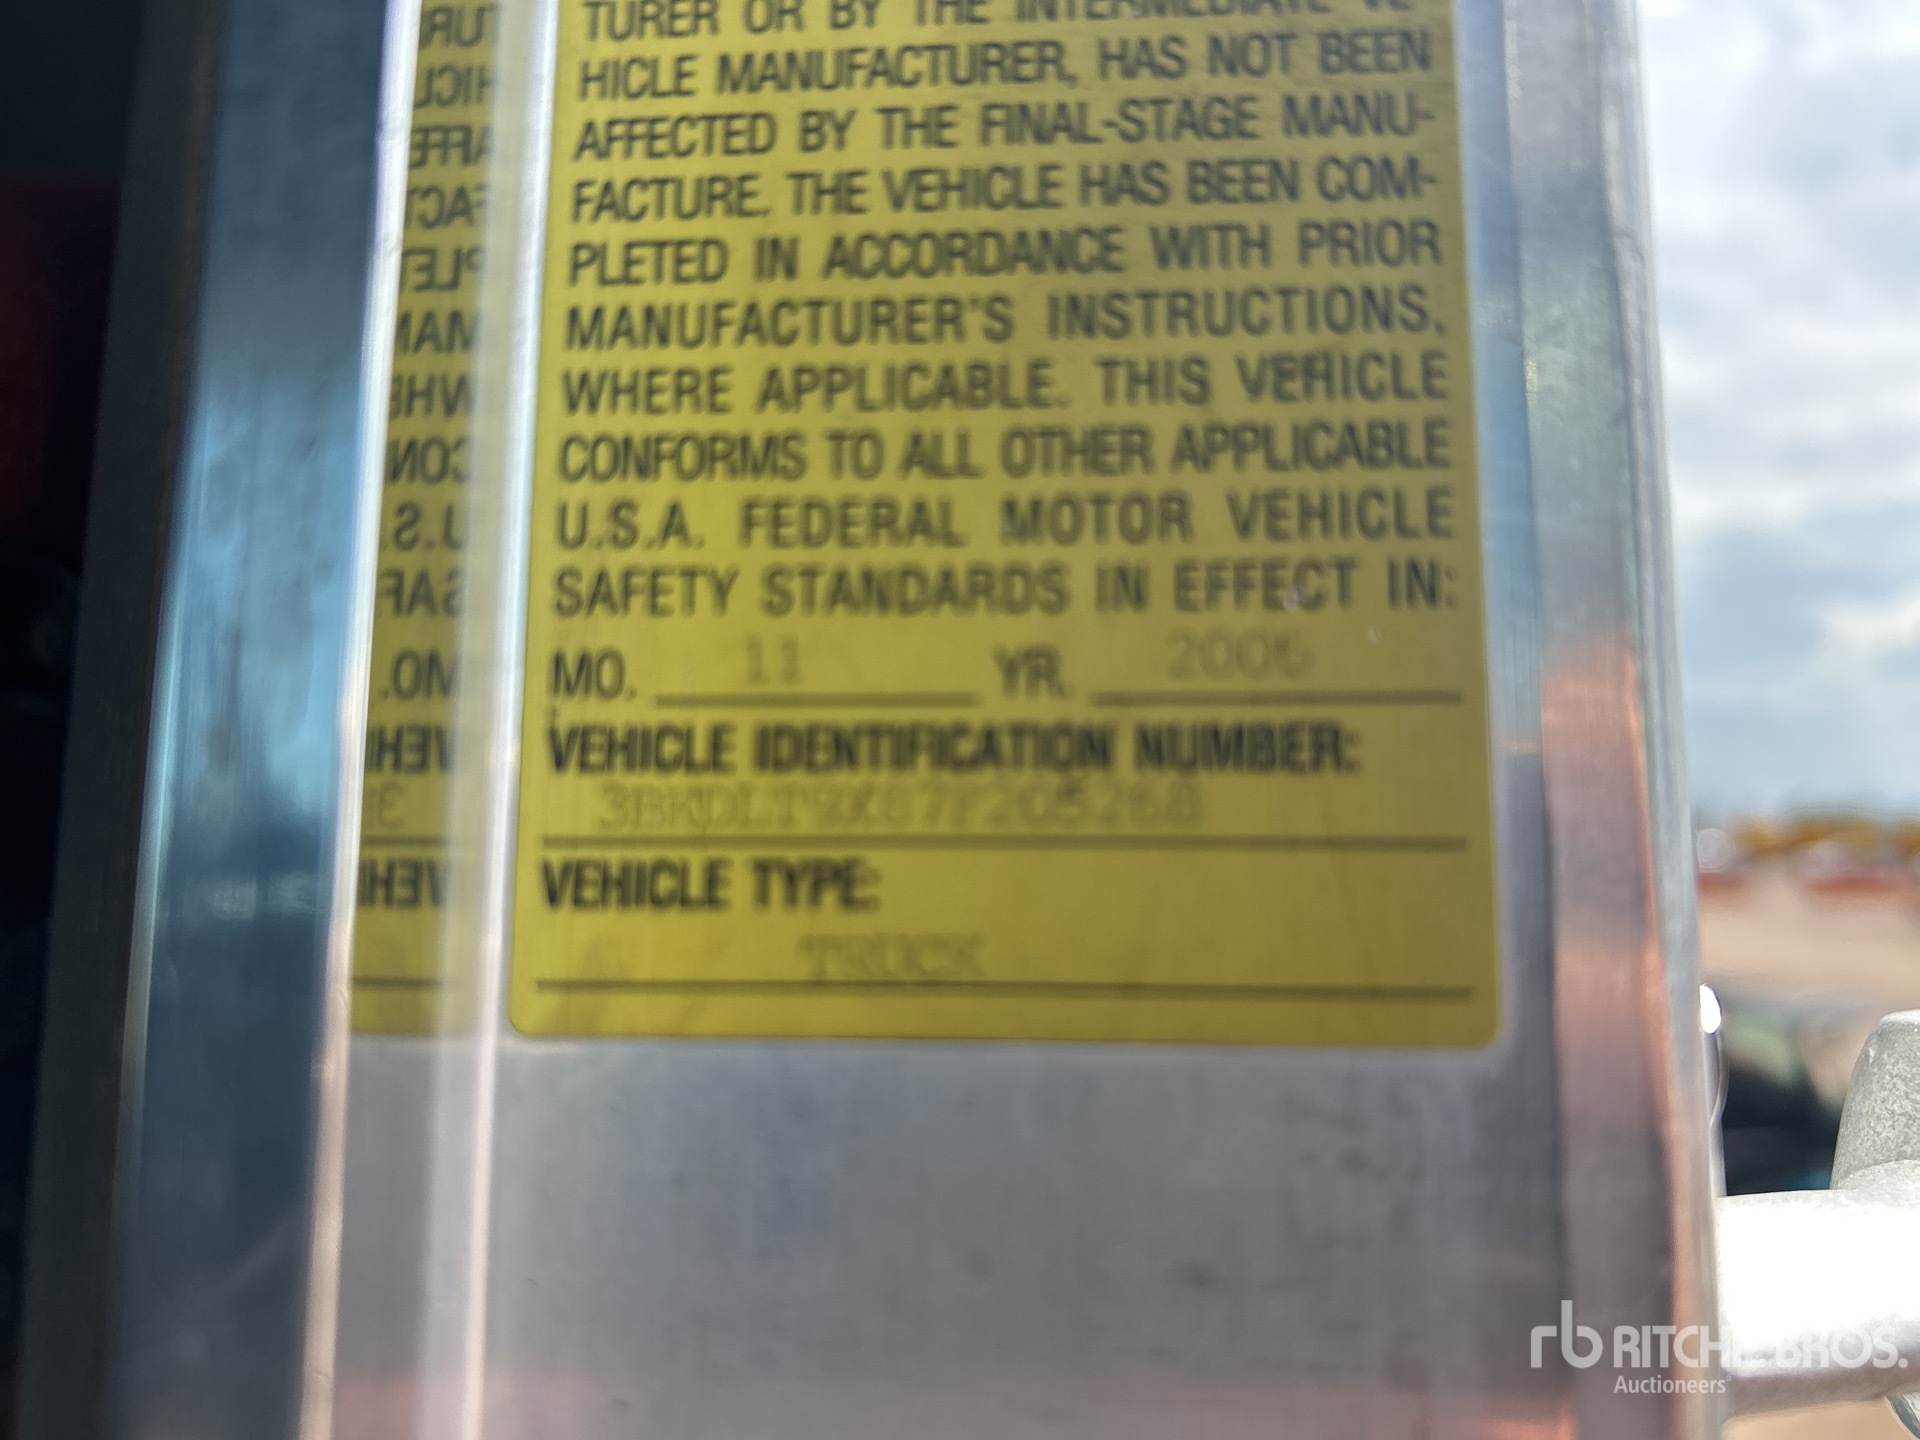 TURER OR BY THE INTERMEDIATE VE-
HICLE MANUFACTURER, HAS NOT BEEN
AFFECTED BY THE FINAL-STAGE MANU-
FACTURE. THE VEHICLE HAS BEEN COM-
PLETED IN ACCORDANCE WITH PRIOR
MANUFACTURER'S INSTRUCTIONS,
WHERE APPLICABLE. THIS VEHICLE
CONFORMS TO ALL OTHER APPLICABLE
U.S.A. FEDERAL MOTOR VEHICLE
SAFETY STANDARDS IN EFFECT IN:
MO. 11 YR. 2006
VEHICLE IDENTIFICATION NUMBER:
VEHICLE TYPE:
TRUCK
rb RITCHIE BROS.
Auctioneers